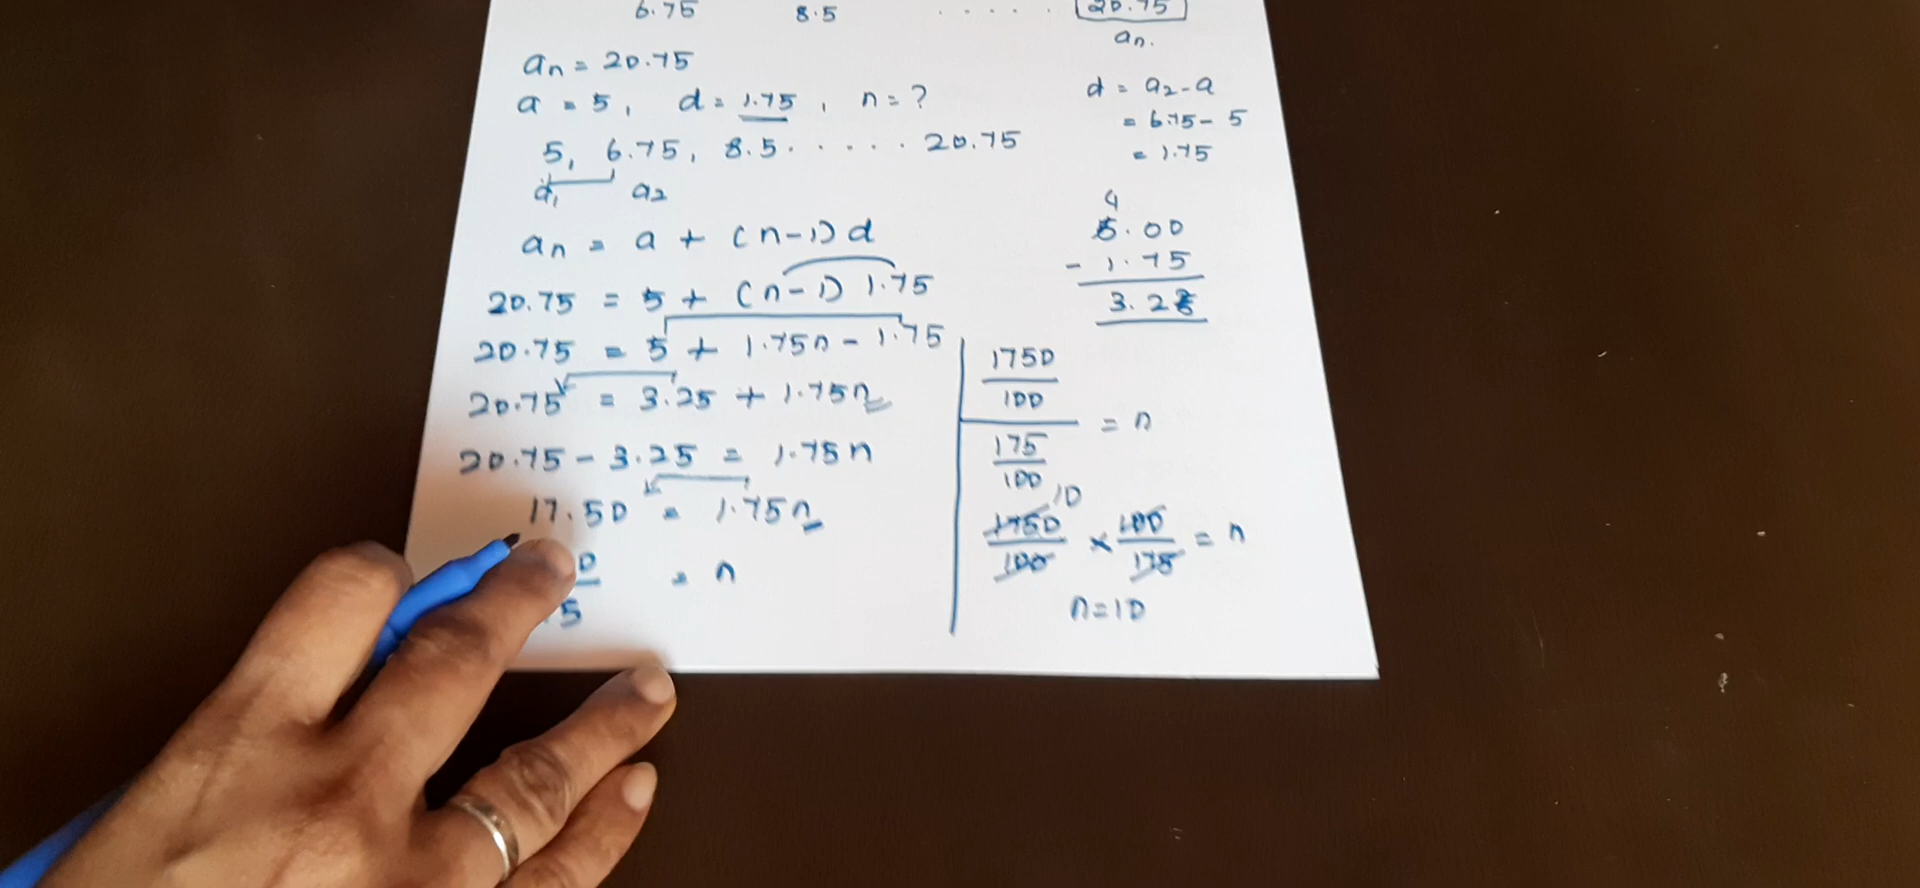 6.75 8.5 ..... 20.75
an.
an = 20.75
a = 5, d = 1.75, n = ?
5, 6.75, 8.5 ..... 20.75
a1 a2
an = a + (n-1) d
20.75 = 5 + (n-1) 1.75
20.75 = 5 + 1.75n - 1.75
20.75 = 3.25 + 1.75n
20.75 - 3.25 = 1.75n
17.50 = 1.75n
= n
d = a2 - a
= 6.75 - 5
= 1.75
4
5.00
- 1.75
3.25
1750
100
= n
175
100
10
1750/100 × 100/175 = n
n = 10